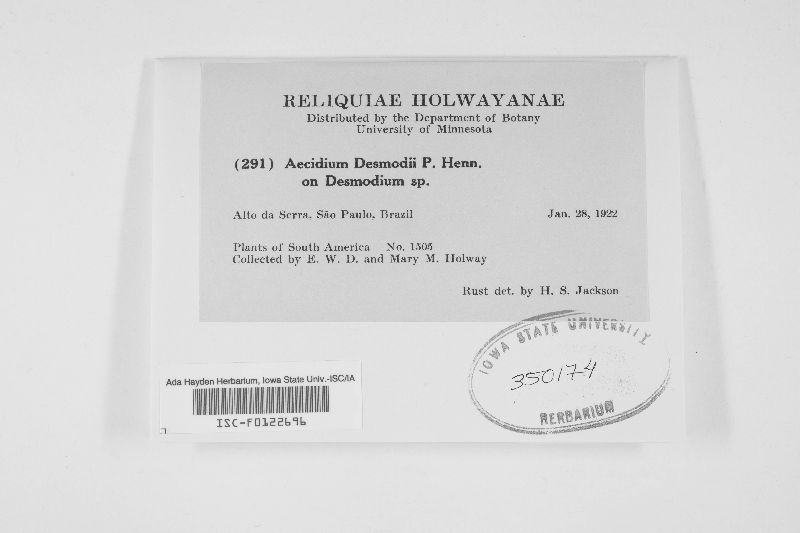 RELIQUIAE HOLWAYANAE
Distributed by the Department of Botany
University of Minnesota
(291) Aecidium Desmodii P. Henn.
on Desmodium sp.
Alto da Serra, São Paulo, Brazil Jan. 28, 1922
Plants of South America No. 1505
Collected by E. W. D. and Mary M. Holway
Rust det. by H. S. Jackson
IOWA STATE UNIVERSITY
350174
HERBARIUM
Ada Hayden Herbarium, Iowa State Univ.-ISC/IA
ISC-F0122696